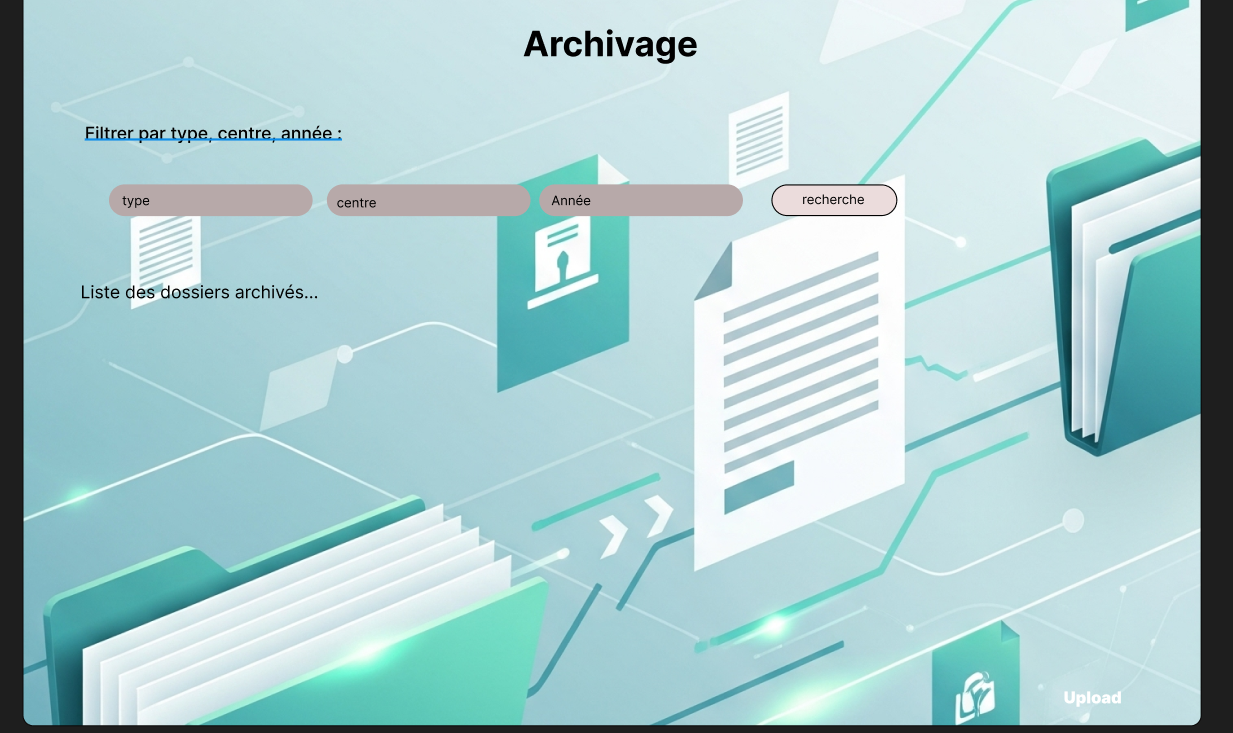 Archivage
Filtrer par type, centre, année :
type
centre
Année
recherche
Liste des dossiers archivés...
Upload